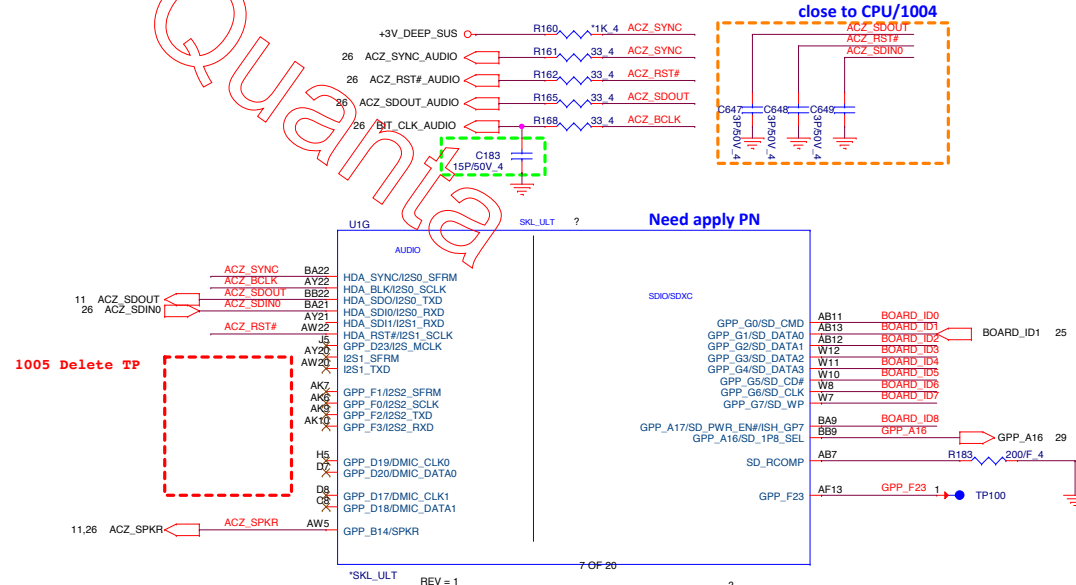 close to CPU/1004
+3V_DEEP_SUS R160 *1K_4 ACZ_SYNC
26 ACZ_SYNC_AUDIO R161 33_4 ACZ_SYNC
26 ACZ_RST#_AUDIO R162 33_4 ACZ_RST#
26 ACZ_SDOUT_AUDIO R165 33_4 ACZ_SDOUT
26 BIT_CLK_AUDIO R168 33_4 ACZ_BCLK
C183
15P/50V_4
ACZ_SDOUT
ACZ_RST#
ACZ_SDIN0
C647 C648 C649
Quanta
U1G SKL_ULT ? Need apply PN
AUDIO
SDIO/SDXC
ACZ_SYNC BA22 HDA_SYNC/I2S0_SFRM
ACZ_BCLK AY22 HDA_BLK/I2S0_SCLK
11 ACZ_SDOUT ACZ_SDOUT BB22 HDA_SDO/I2S0_TXD
26 ACZ_SDIN0 ACZ_SDIN0 BA21 HDA_SDI0/I2S0_RXD
AY21 HDA_SDI1/I2S1_RXD
ACZ_RST# AW22 HDA_RST#/I2S1_SCLK
J5 GPP_D23/I2S_MCLK
AY20 I2S1_SFRM
AW20 I2S1_TXD
1005 Delete TP
AK7 GPP_F1/I2S2_SFRM
AK6 GPP_F0/I2S2_SCLK
AK9 GPP_F2/I2S2_TXD
AK10 GPP_F3/I2S2_RXD
H5 GPP_D19/DMIC_CLK0
D7 GPP_D20/DMIC_DATA0
D8 GPP_D17/DMIC_CLK1
C8 GPP_D18/DMIC_DATA1
11,26 ACZ_SPKR ACZ_SPKR AW5 GPP_B14/SPKR
GPP_G0/SD_CMD AB11 BOARD_ID0
GPP_G1/SD_DATA0 AB13 BOARD_ID1 BOARD_ID1 25
GPP_G2/SD_DATA1 AB12 BOARD_ID2
GPP_G3/SD_DATA2 W12 BOARD_ID3
GPP_G4/SD_DATA3 W11 BOARD_ID4
GPP_G5/SD_CD# W10 BOARD_ID5
GPP_G6/SD_CLK W8 BOARD_ID6
GPP_G7/SD_WP W7 BOARD_ID7
GPP_A17/SD_PWR_EN#/ISH_GP7 BA9 BOARD_ID8
GPP_A16/SD_1P8_SEL BB9 GPP_A16 GPP_A16 29
SD_RCOMP AB7 R183 200/F_4
GPP_F23 AF13 GPP_F23 1 TP100
7 OF 20
*SKL_ULT
REV = 1